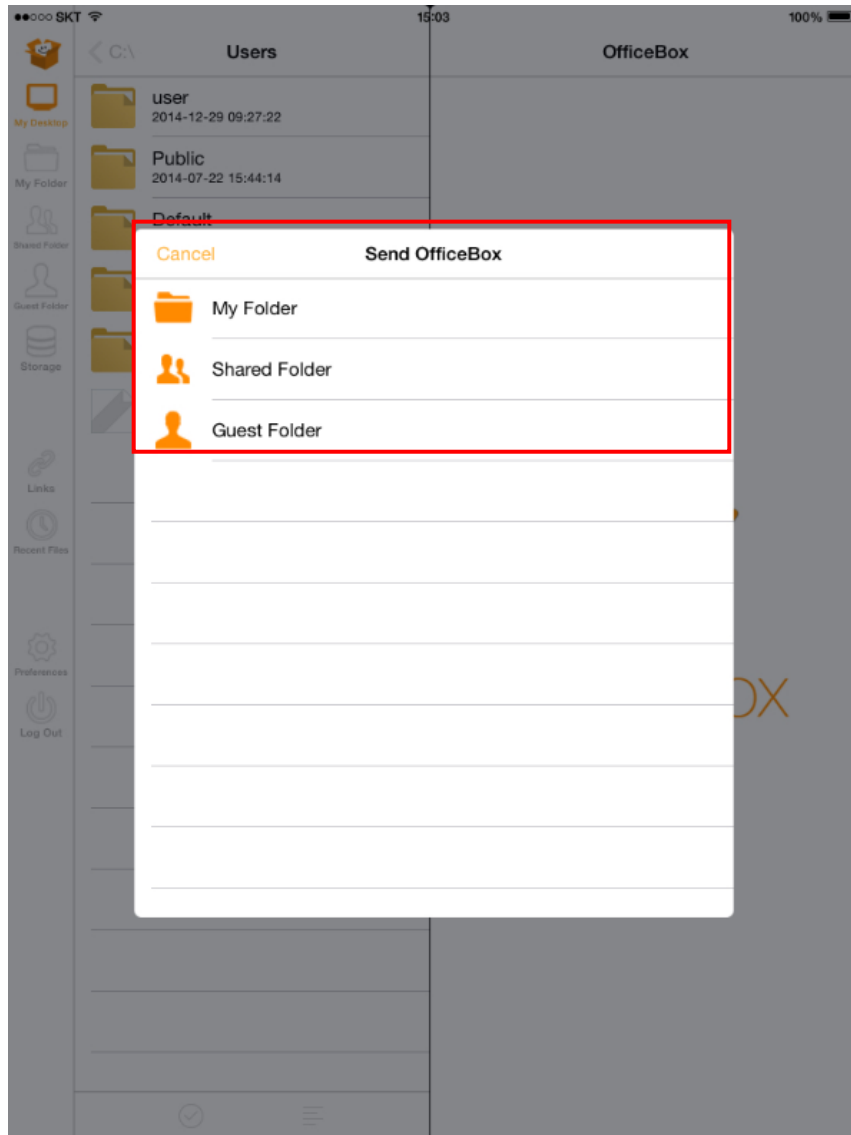 SKT
15:03
100%
C:\
Users
OfficeBox
My Desktop
user
2014-12-29 09:27:22
My Folder
Public
2014-07-22 15:44:14
Shared Folder
Default
Cancel
Send OfficeBox
Guest Folder
My Folder
Storage
Shared Folder
Guest Folder
Links
Recent Files
Preferences
OX
Log Out